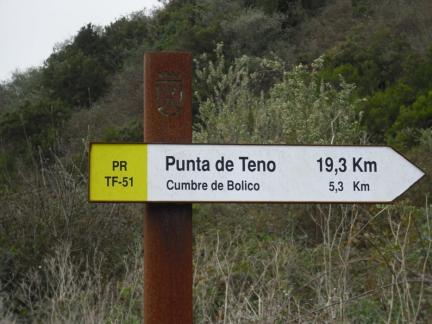 PR
TF-51
Punta de Teno 19,3 Km
Cumbre de Bolico 5,3 Km